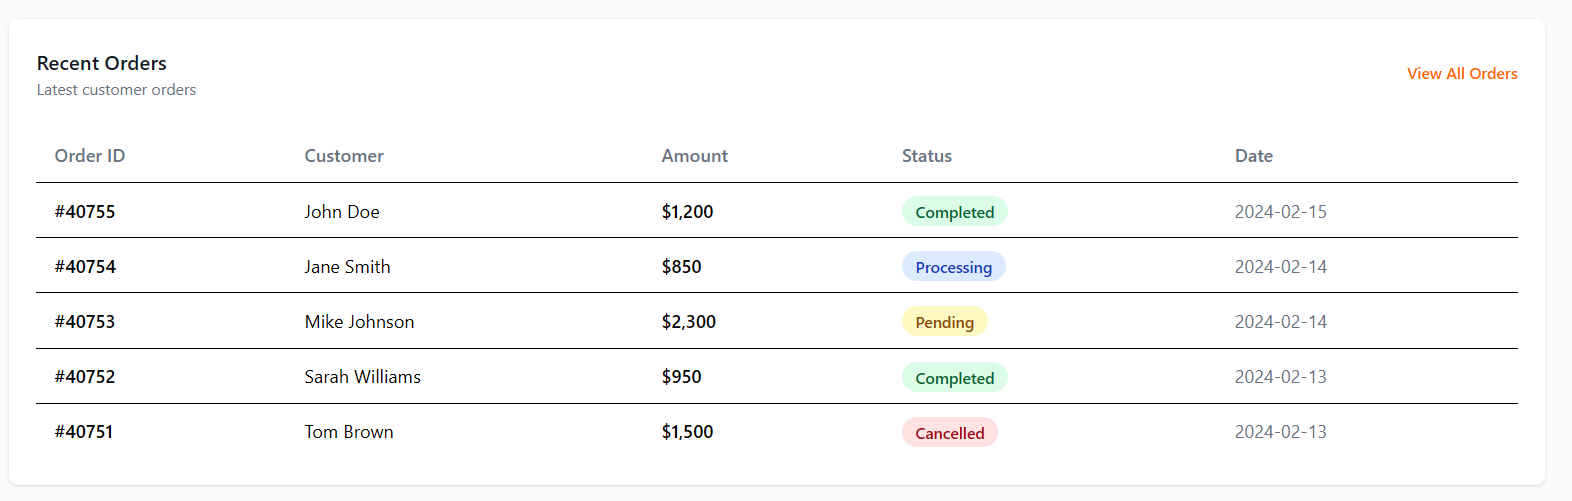 Recent Orders
Latest customer orders
View All Orders
Order ID Customer Amount Status Date
#40755 John Doe $1,200 Completed 2024-02-15
#40754 Jane Smith $850 Processing 2024-02-14
#40753 Mike Johnson $2,300 Pending 2024-02-14
#40752 Sarah Williams $950 Completed 2024-02-13
#40751 Tom Brown $1,500 Cancelled 2024-02-13